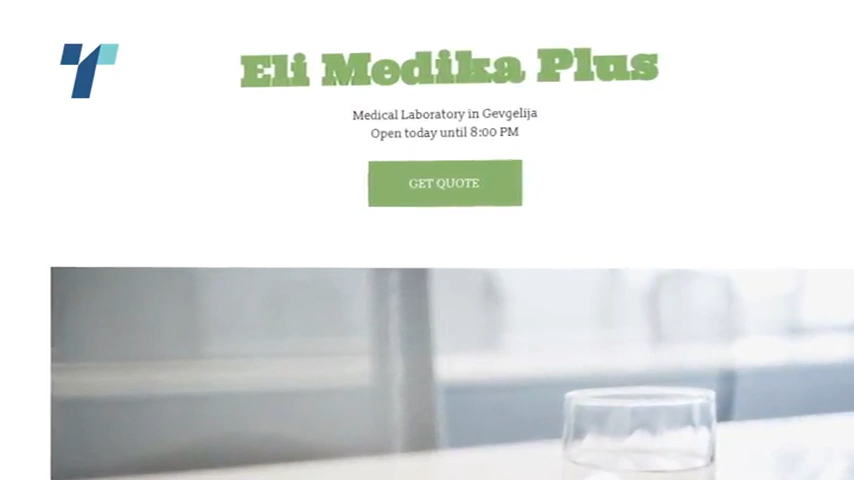 Eli Medika Plus
Medical Laboratory in Gevgelija
Open today until 8:00 PM
GET QUOTE